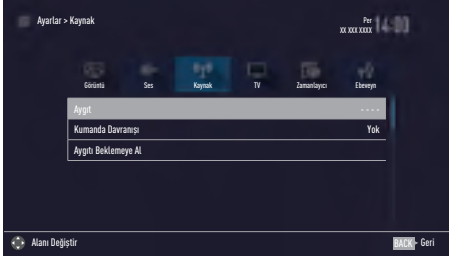 Ayarlar > Kaynak
Per
xx xxx xxxx
14:00
Görüntü Ses Kaynak TV Zamanlayıcı Ebeveyn
Aygıt - - - -
Kumanda Davranışı Yok
Aygıtı Beklemeye Al
Alanı Değiştir
BACK - Geri